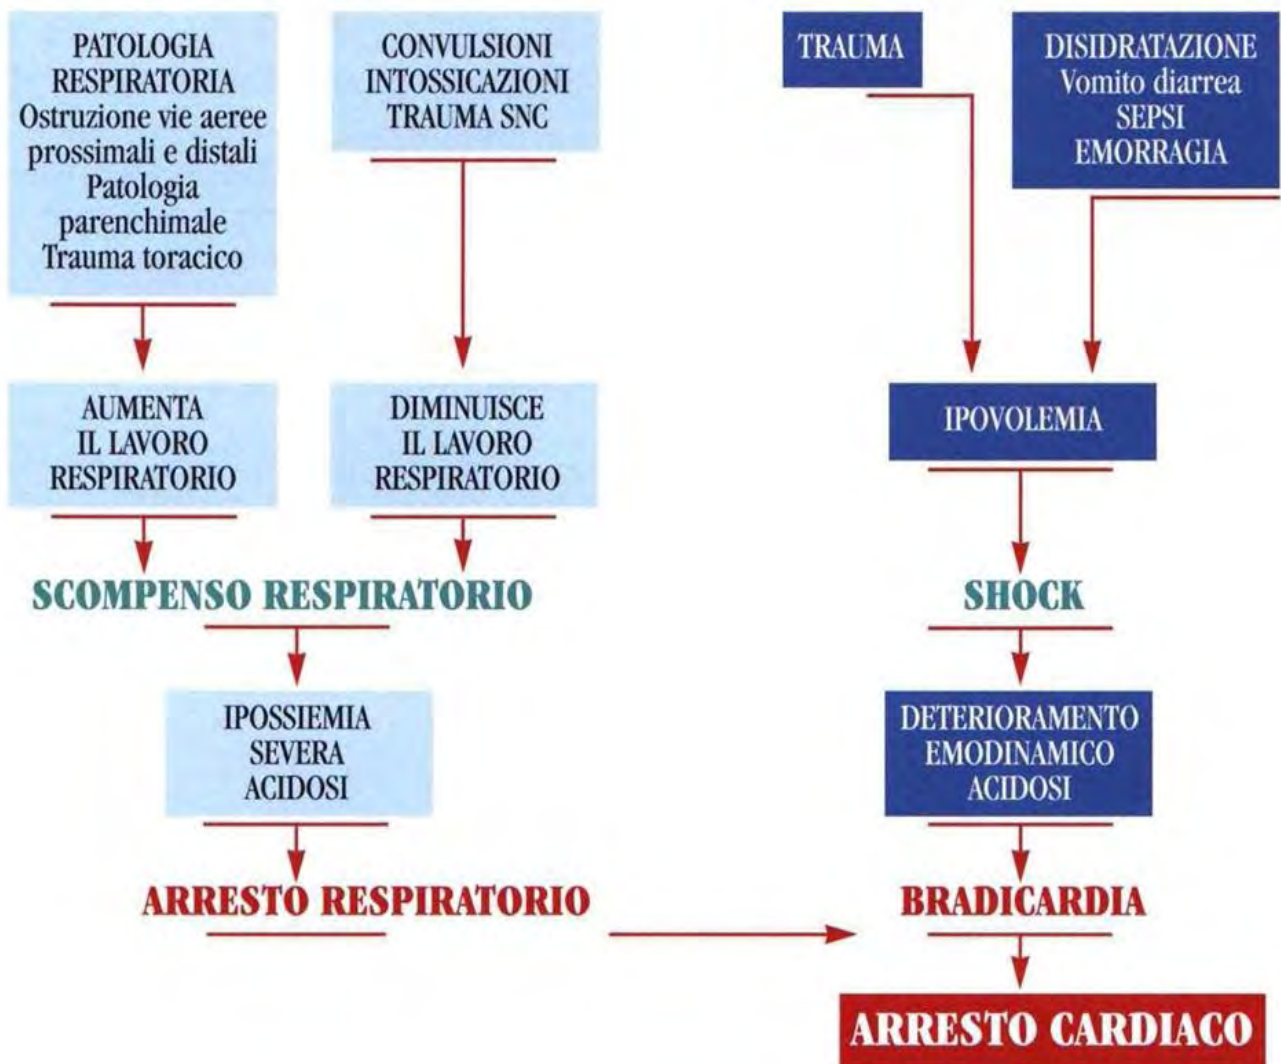 PATOLOGIA
RESPIRATORIA
Ostruzione vie aeree
prossimali e distali
Patologia
parenchimale
Trauma toracico
CONVULSIONI
INTOSSICAZIONI
TRAUMA SNC
TRAUMA
DISIDRATAZIONE
Vomito diarrea
SEPSI
EMORRAGIA
AUMENTA
IL LAVORO
RESPIRATORIO
DIMINUISCE
IL LAVORO
RESPIRATORIO
IPOVOLEMIA
SCOMPENSO RESPIRATORIO
SHOCK
IPOSSIEMIA
SEVERA
ACIDOSI
DETERIORAMENTO
EMODINAMICO
ACIDOSI
ARRESTO RESPIRATORIO
BRADICARDIA
ARRESTO CARDIACO